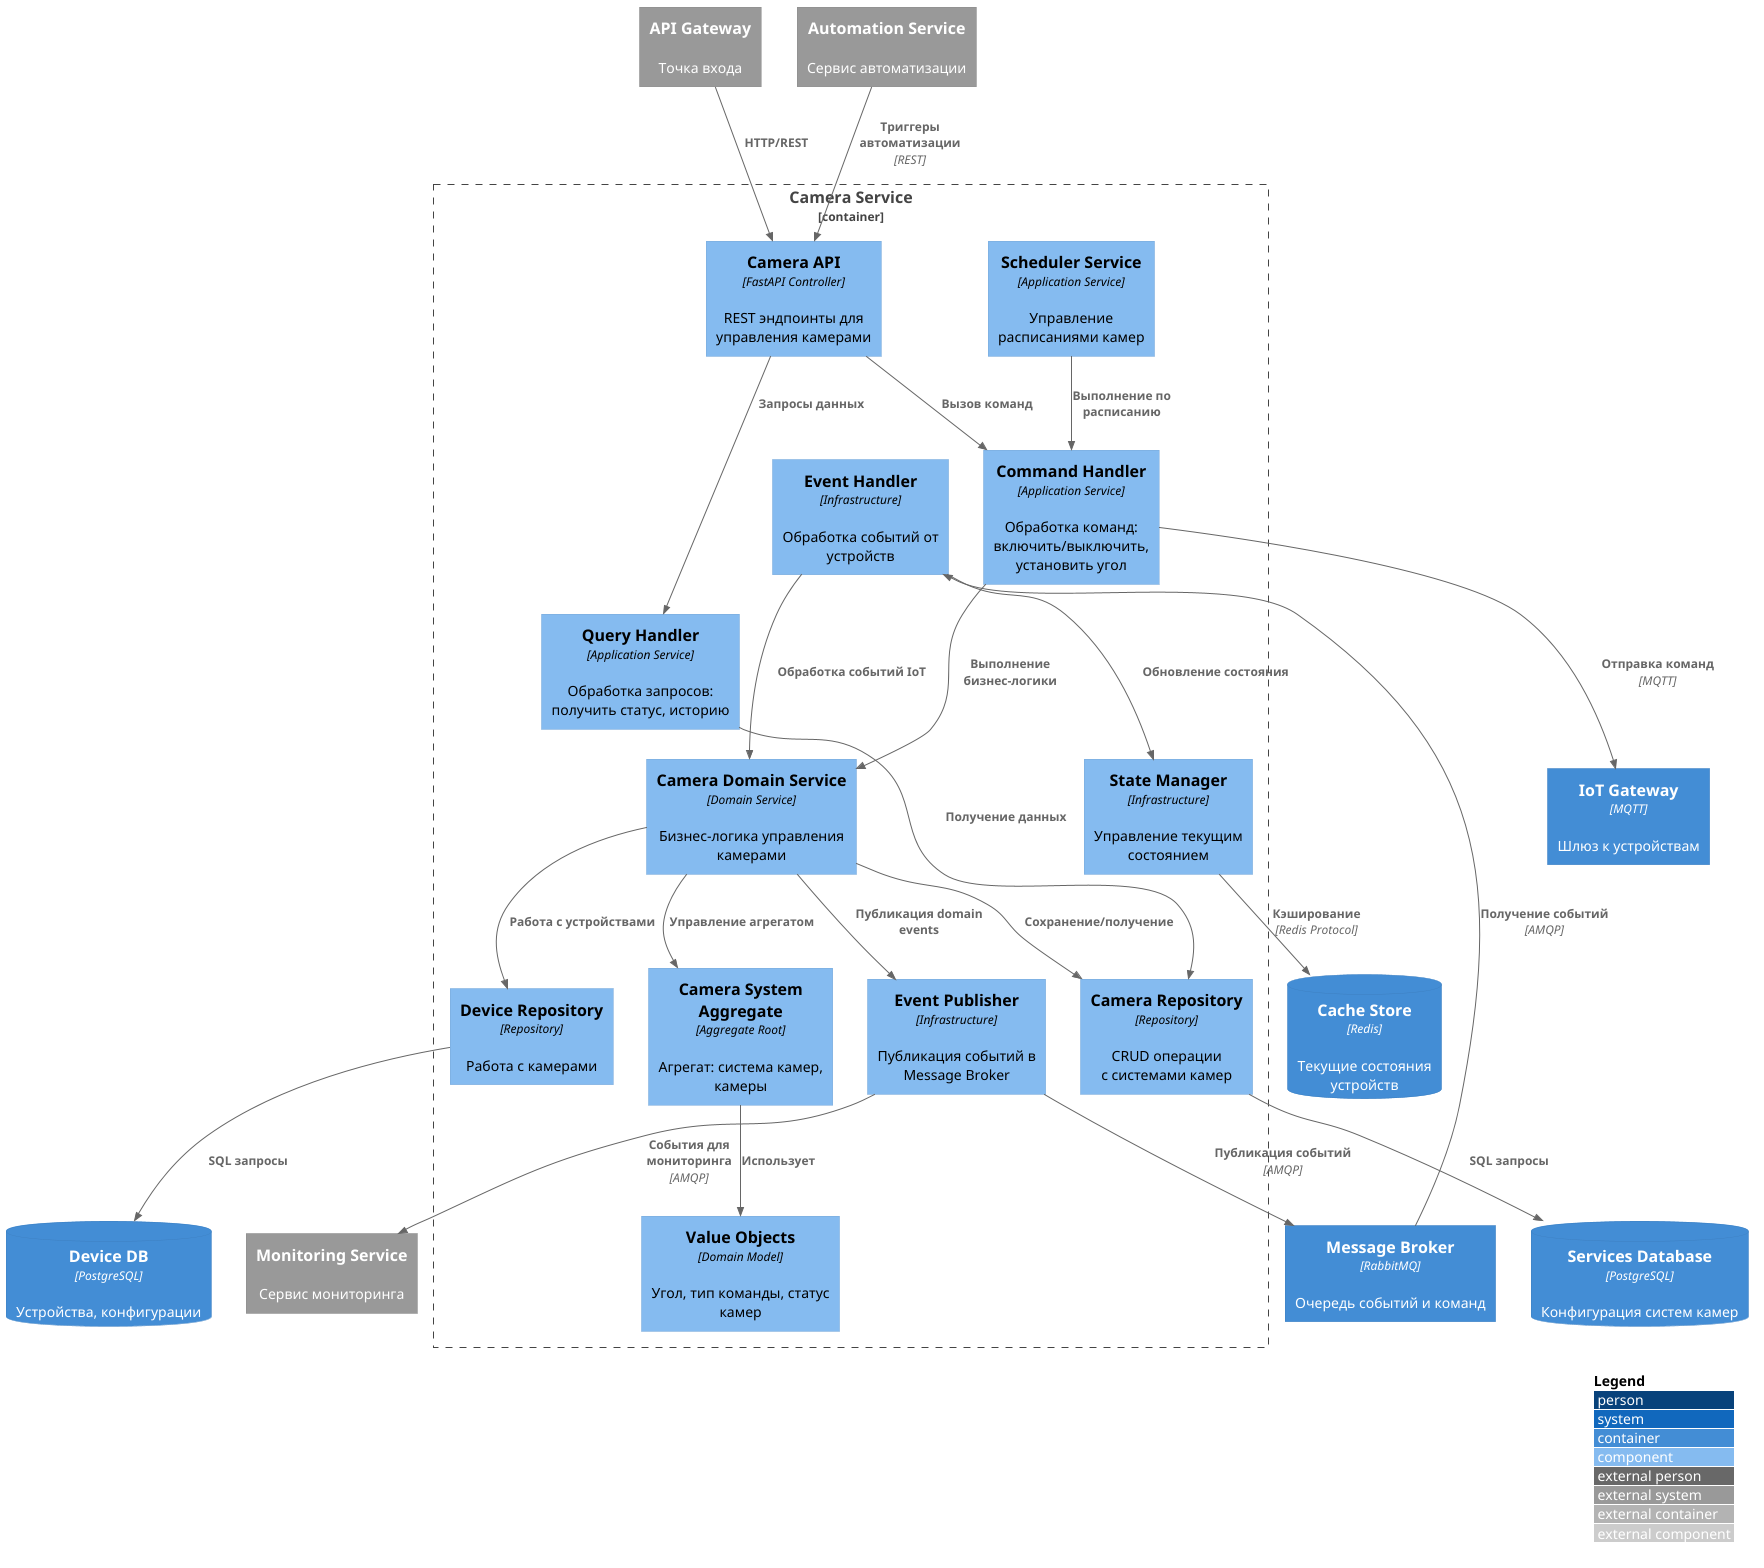 API Gateway
Точка входа
Automation Service
Сервис автоматизации
HTTP/REST
Триггеры
автоматизации
[REST]
Camera Service
[container]
Camera API
[FastAPI Controller]
REST эндпоинты для
управления камерами
Scheduler Service
[Application Service]
Управление
расписаниями камер
Запросы данных
Вызов команд
Выполнение по
расписанию
Event Handler
[Infrastructure]
Обработка событий от
устройств
Command Handler
[Application Service]
Обработка команд:
включить/выключить,
установить угол
Query Handler
[Application Service]
Обработка запросов:
получить статус, историю
Обработка событий IoT
Выполнение
бизнес-логики
Обновление состояния
Отправка команд
[MQTT]
Camera Domain Service
[Domain Service]
Бизнес-логика управления
камерами
Получение данных
State Manager
[Infrastructure]
Управление текущим
состоянием
IoT Gateway
[MQTT]
Шлюз к устройствам
Работа с устройствами
Управление агрегатом
Публикация domain
events
Сохранение/получение
Кэширование
[Redis Protocol]
Получение событий
[AMQP]
Device Repository
[Repository]
Работа с камерами
Camera System
Aggregate
[Aggregate Root]
Агрегат: система камер,
камеры
Event Publisher
[Infrastructure]
Публикация событий в
Message Broker
Camera Repository
[Repository]
CRUD операции
с системами камер
Cache Store
[Redis]
Текущие состояния
устройств
SQL запросы
События для
мониторинга
[AMQP]
Использует
Публикация событий
[AMQP]
SQL запросы
Device DB
[PostgreSQL]
Устройства, конфигурации
Monitoring Service
Сервис мониторинга
Value Objects
[Domain Model]
Угол, тип команды, статус
камер
Message Broker
[RabbitMQ]
Очередь событий и команд
Services Database
[PostgreSQL]
Конфигурация систем камер
Legend
person
system
container
component
external person
external system
external container
external component